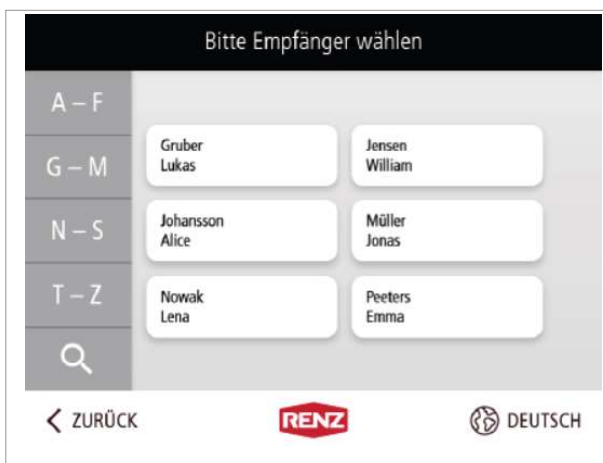 Bitte Empfänger wählen
A – F
G – M
N – S
T – Z
Gruber
Lukas
Jensen
William
Johansson
Alice
Müller
Jonas
Nowak
Lena
Peeters
Emma
ZURÜCK
RENZ
DEUTSCH